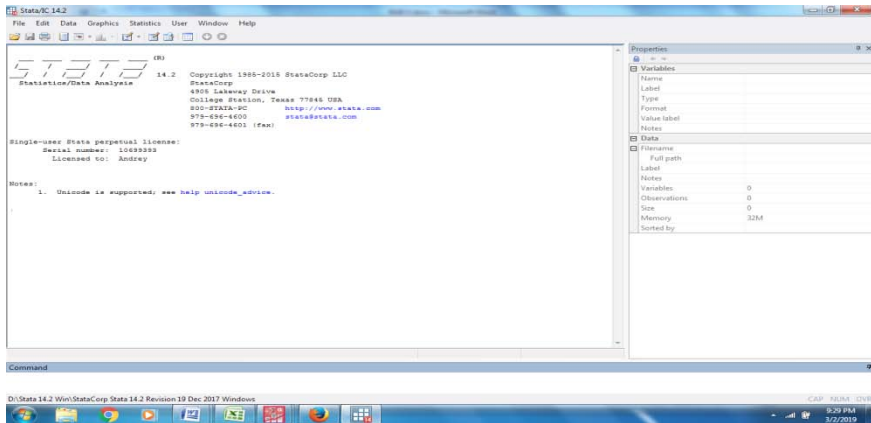 Stata/IC 14.2
File Edit Data Graphics Statistics User Window Help
(R)
14.2 Copyright 1985-2015 StataCorp LLC
Statistics/Data Analysis StataCorp
4905 Lakeway Drive
College Station, Texas 77845 USA
800-STATA-PC http://www.stata.com
979-696-4600 stata@stata.com
979-696-4601 (fax)
Single-user Stata perpetual license:
Serial number: 10699393
Licensed to: Andrey
Notes:
1. Unicode is supported; see help unicode_advice.
Properties
Variables
Name
Label
Type
Format
Value label
Notes
Data
Filename
Full path
Label
Notes
Variables 0
Observations 0
Size 0
Memory 32M
Sorted by
Command
D:\Stata 14.2 Win\StataCorp Stata 14.2 Revision 19 Dec 2017 Windows
CAP NUM OVR
9:29 PM
3/2/2019